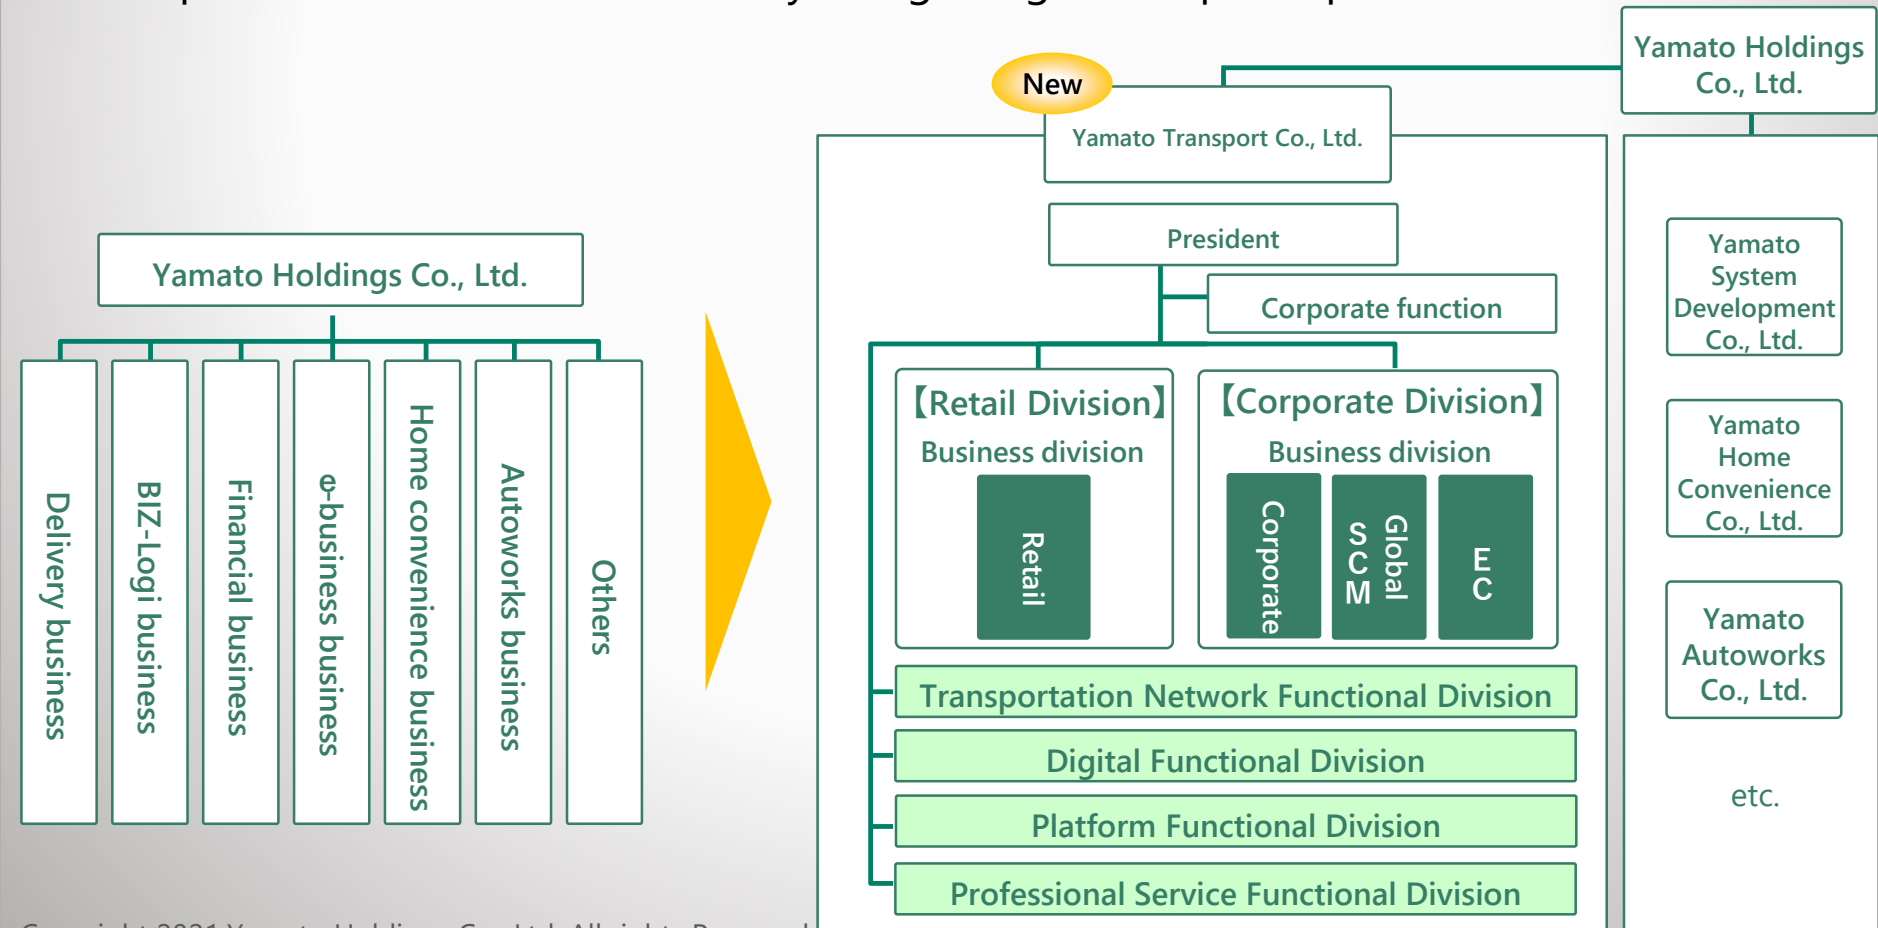 New
Yamato Holdings
Co., Ltd.
Yamato Transport Co., Ltd.
President
Corporate function
Yamato Holdings Co., Ltd.
Delivery business
BIZ-Logi business
Financial business
e-business business
Home convenience business
Autoworks business
Others
【Retail Division】
Business division
Retail
【Corporate Division】
Business division
Corporate
Global
SCM
EC
Transportation Network Functional Division
Digital Functional Division
Platform Functional Division
Professional Service Functional Division
Yamato
System
Development
Co., Ltd.
Yamato
Home
Convenience
Co., Ltd.
Yamato
Autoworks
Co., Ltd.
etc.